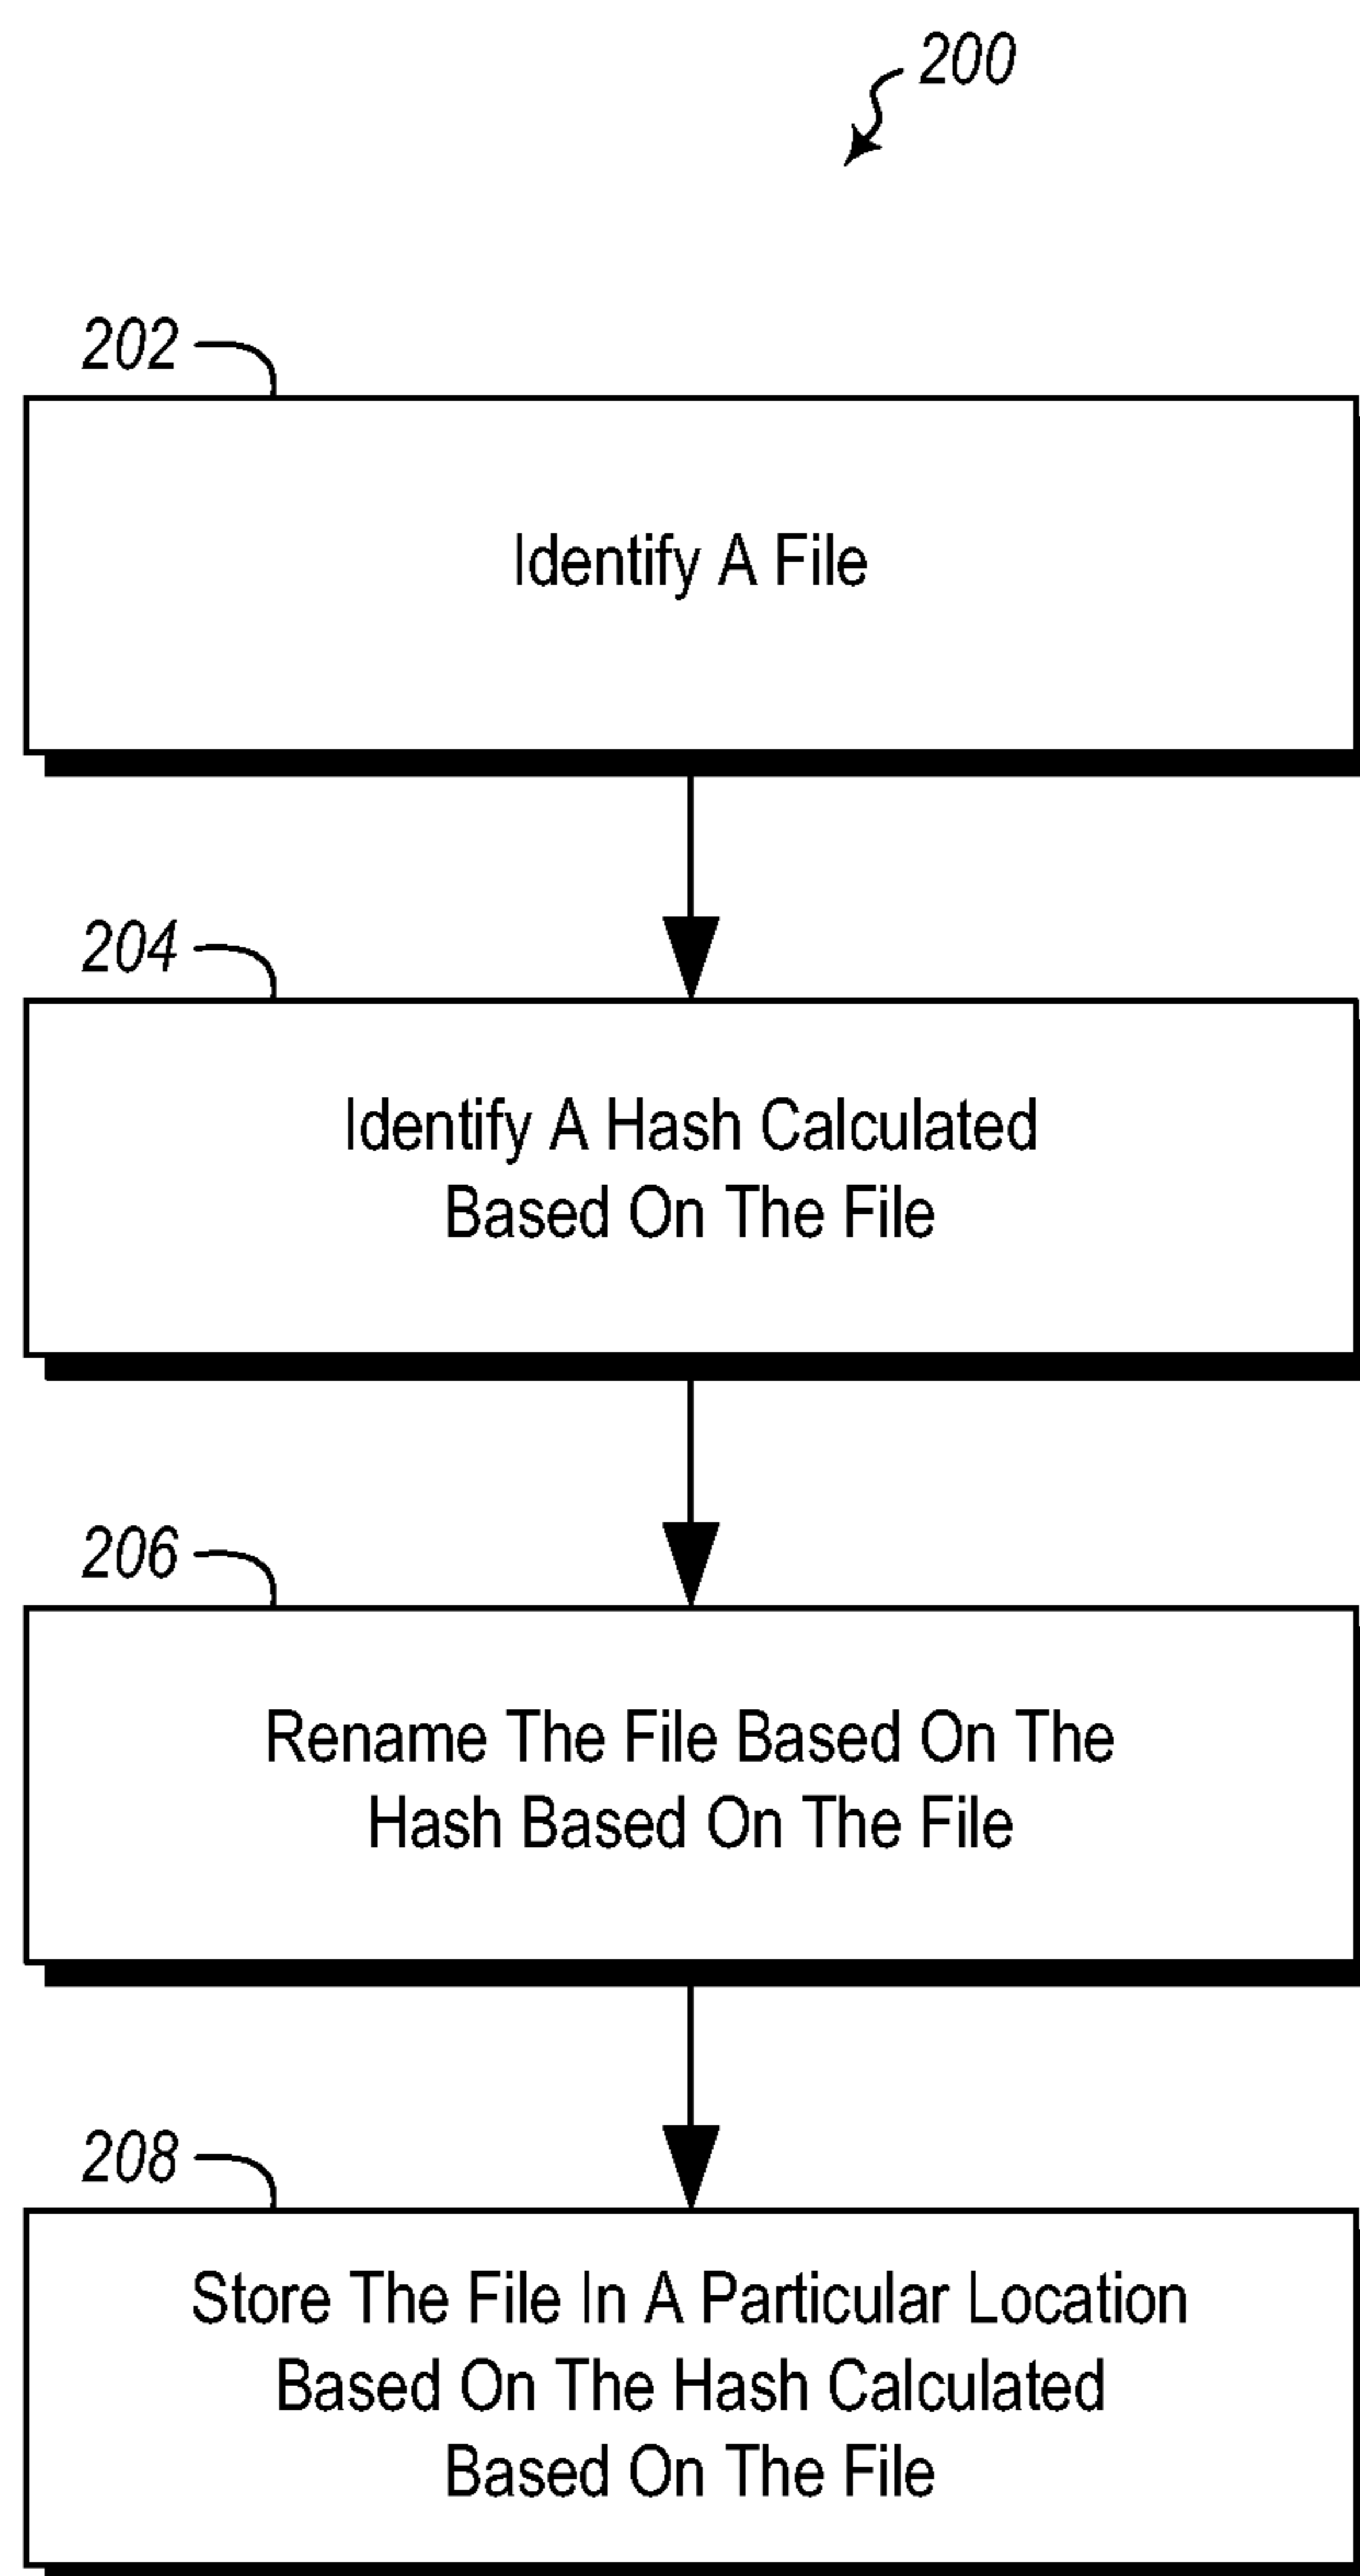 200
202
Identify A File
204
Identify A Hash Calculated
Based On The File
206
Rename The File Based On The
Hash Based On The File
208
Store The File In A Particular Location
Based On The Hash Calculated
Based On The File